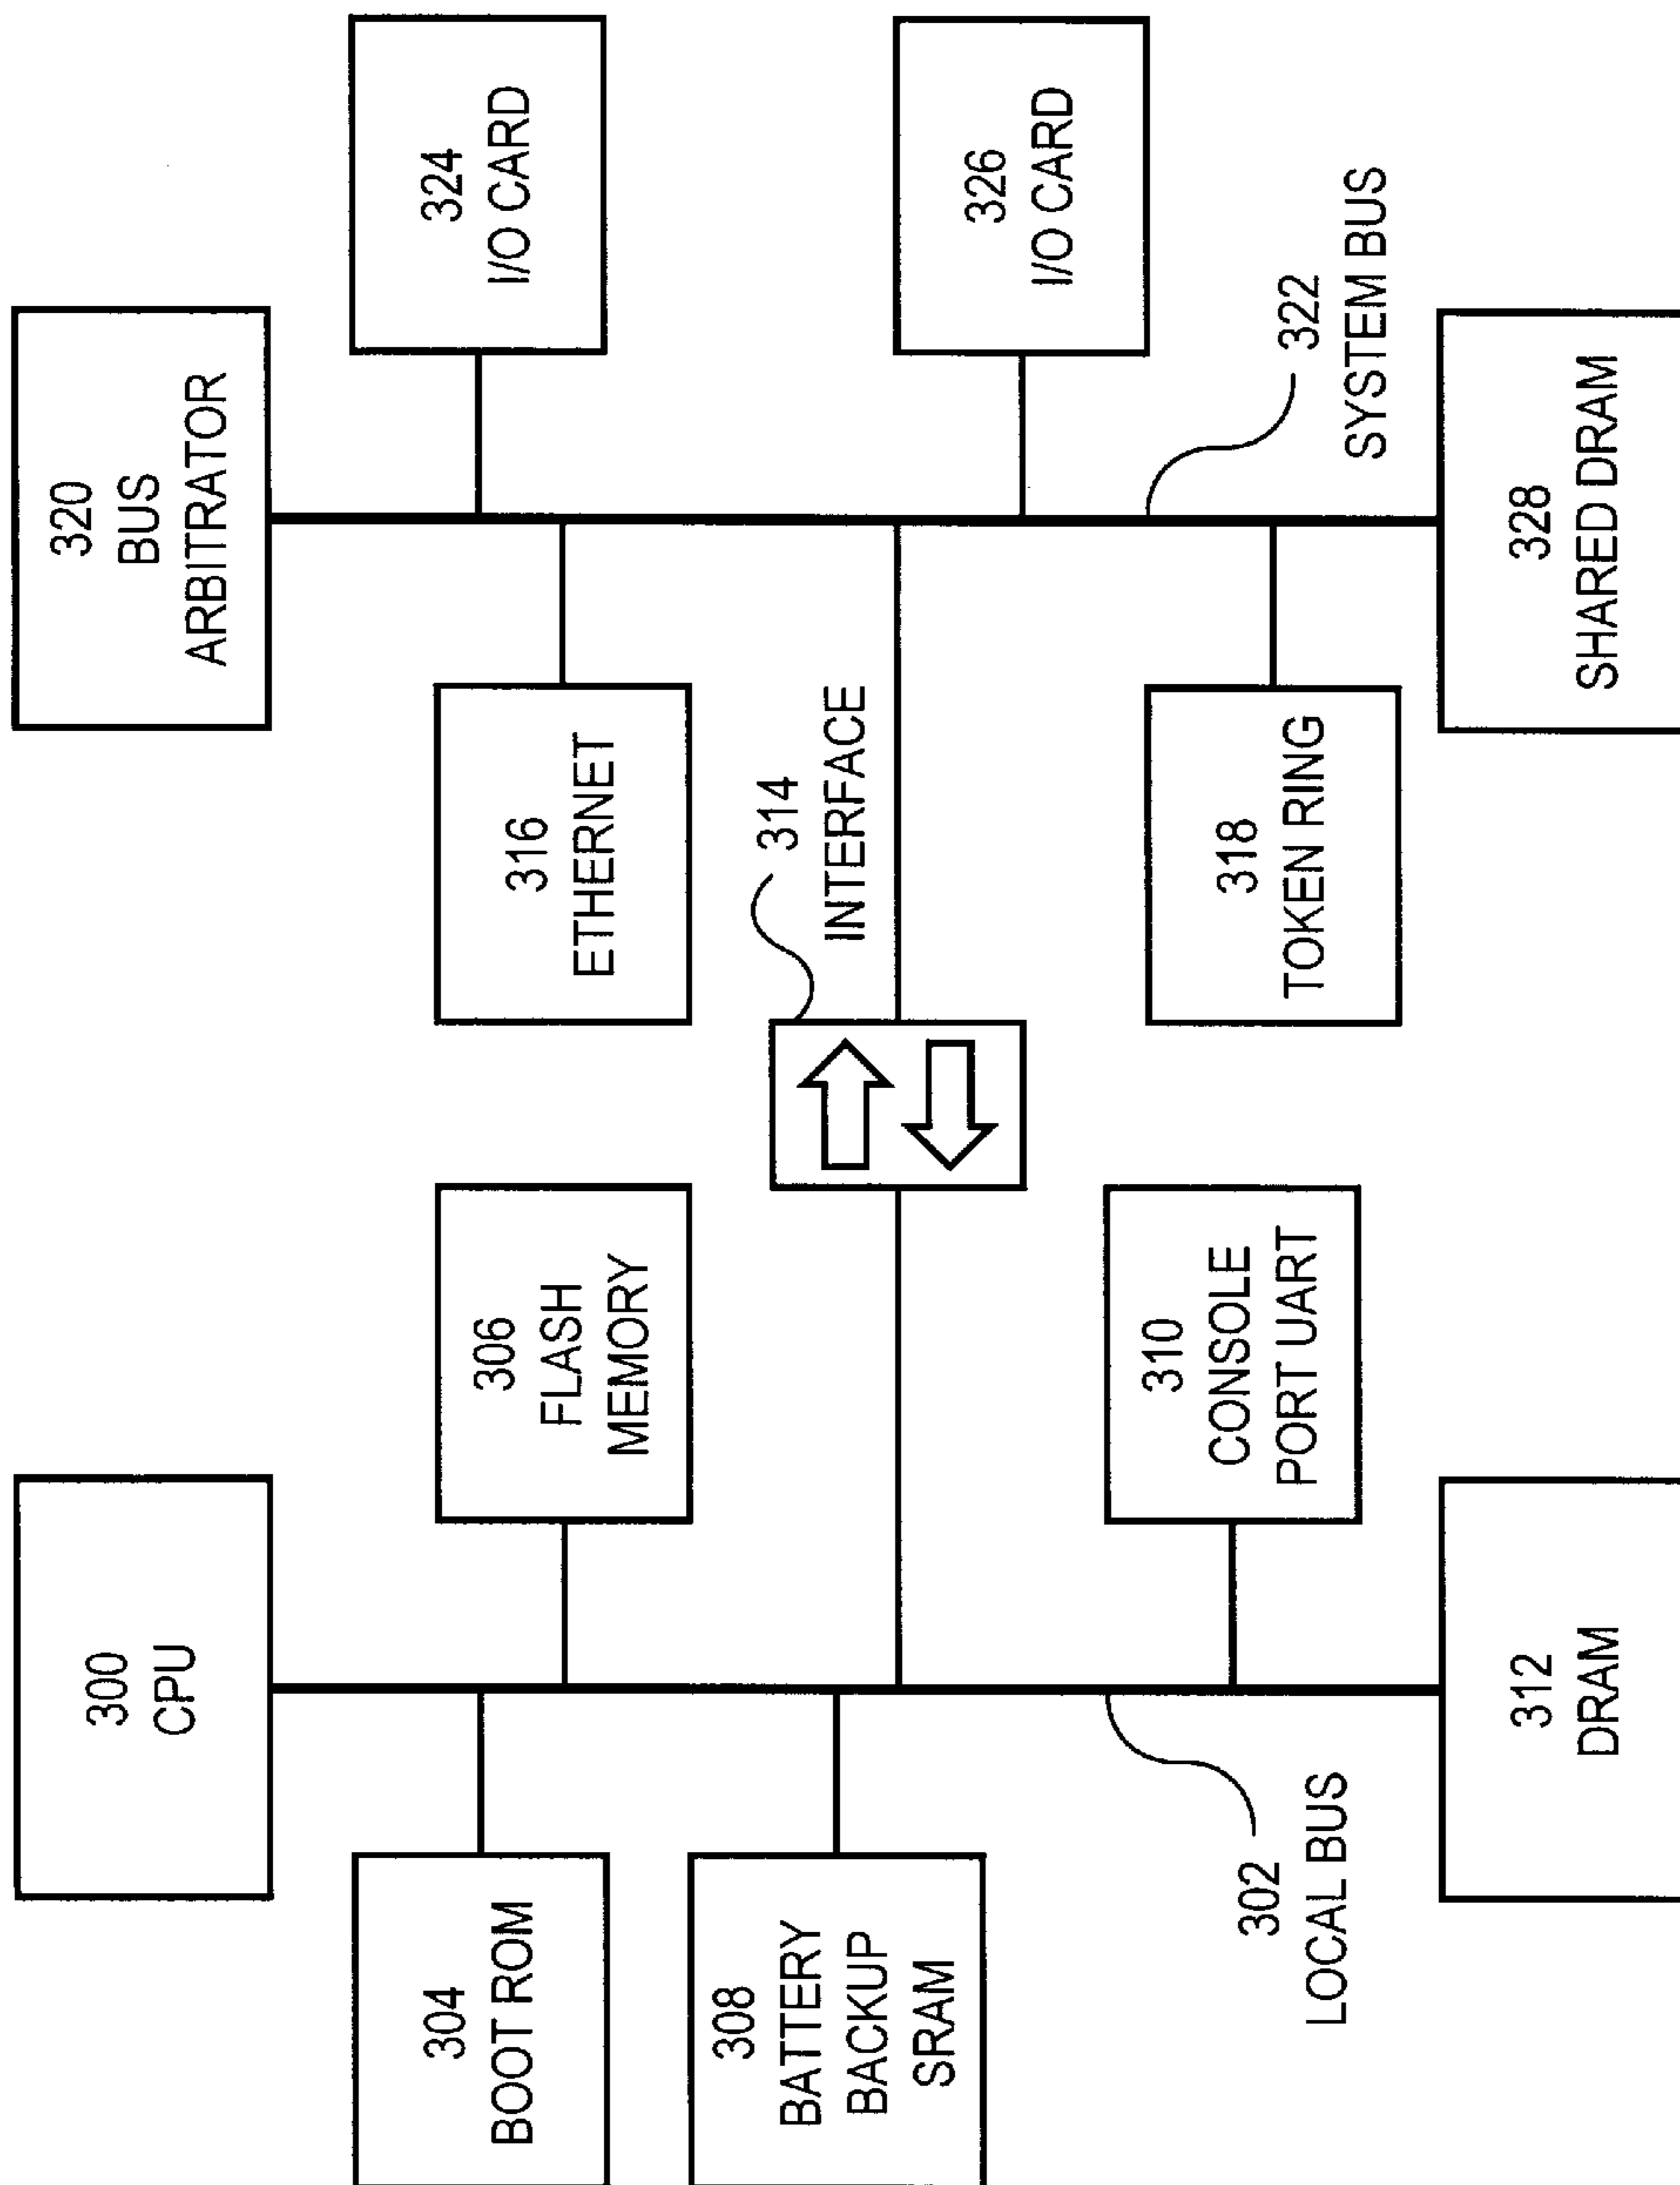 300
CPU
304
BOOT ROM
306
FLASH
MEMORY
308
BATTERY
BACKUP
SRAM
310
CONSOLE
PORT UART
302
LOCAL BUS
312
DRAM
314
INTERFACE
320
BUS
ARBITRATOR
316
ETHERNET
324
I/O CARD
318
TOKEN RING
326
I/O CARD
322
SYSTEM BUS
328
SHARED DRAM